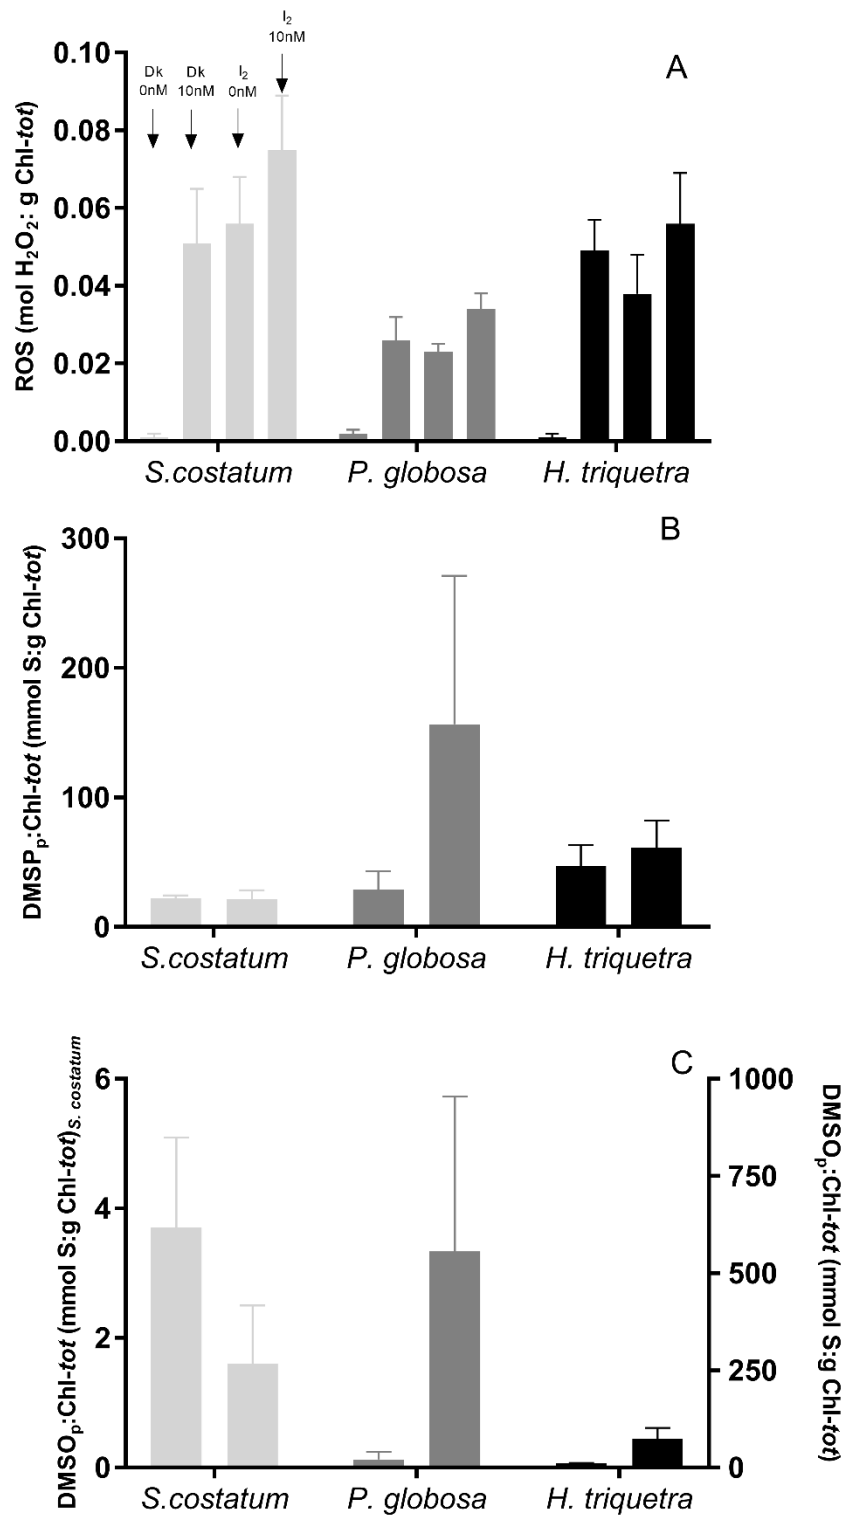 A
Dk
0nM
Dk
10nM
I₂
0nM
I₂
10nM
ROS (mol H₂O₂: g Chl-tot)
0.10
0.08
0.06
0.04
0.02
0.00
S.costatum
P. globosa
H. triquetra
B
DMSPₚ:Chl-tot (mmol S:g Chl-tot)
300
200
100
0
S.costatum
P. globosa
H. triquetra
C
DMSOₚ:Chl-tot (mmol S:g Chl-tot)S. costatum
6
4
2
0
1000
750
500
250
0
DMSOₚ:Chl-tot (mmol S:g Chl-tot)
S.costatum
P. globosa
H. triquetra